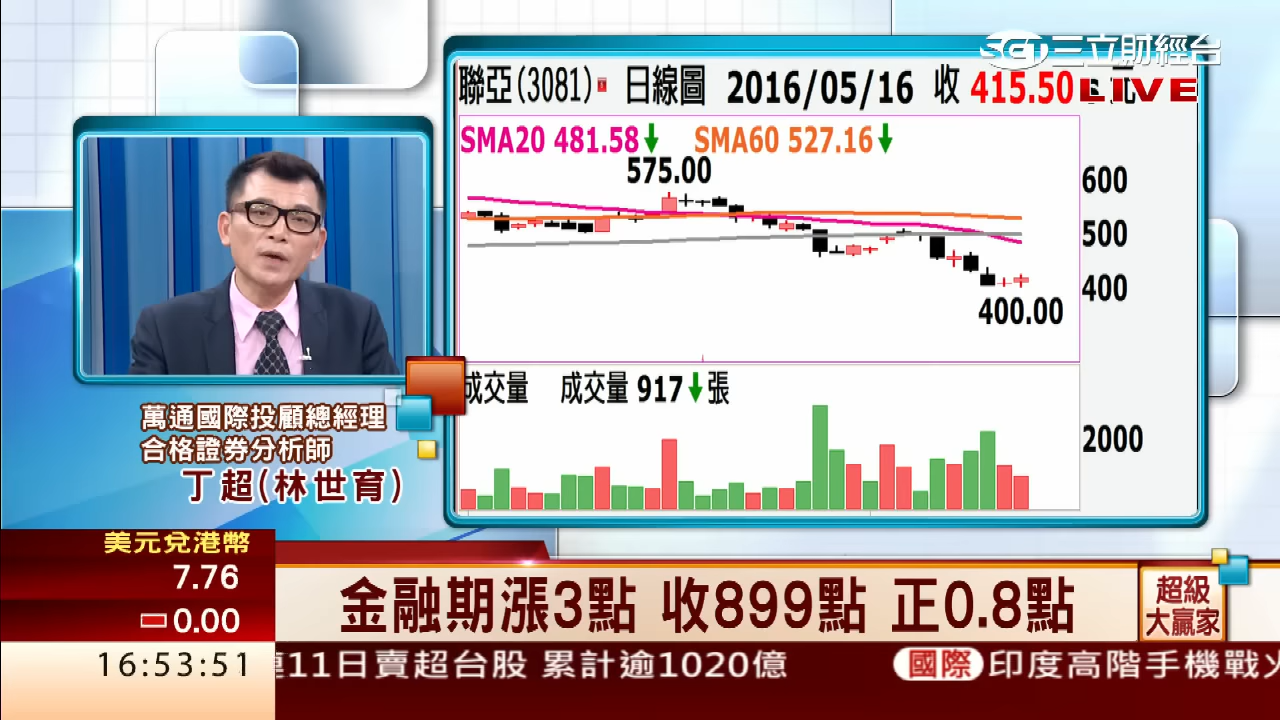 SET三立財經台
LIVE
聯亞(3081) 日線圖 2016/05/16 收 415.50
SMA20 481.58↓ SMA60 527.16↓
575.00
600
500
400
400.00
成交量 成交量 917↓張
2000
萬通國際投顧總經理
合格證券分析師
丁超(林世育)
美元兌港幣
7.76
0.00
16:53:51
金融期漲3點 收899點 正0.8點
超級
大贏家
11日賣超台股 累計逾1020億
國際 印度高階手機戰